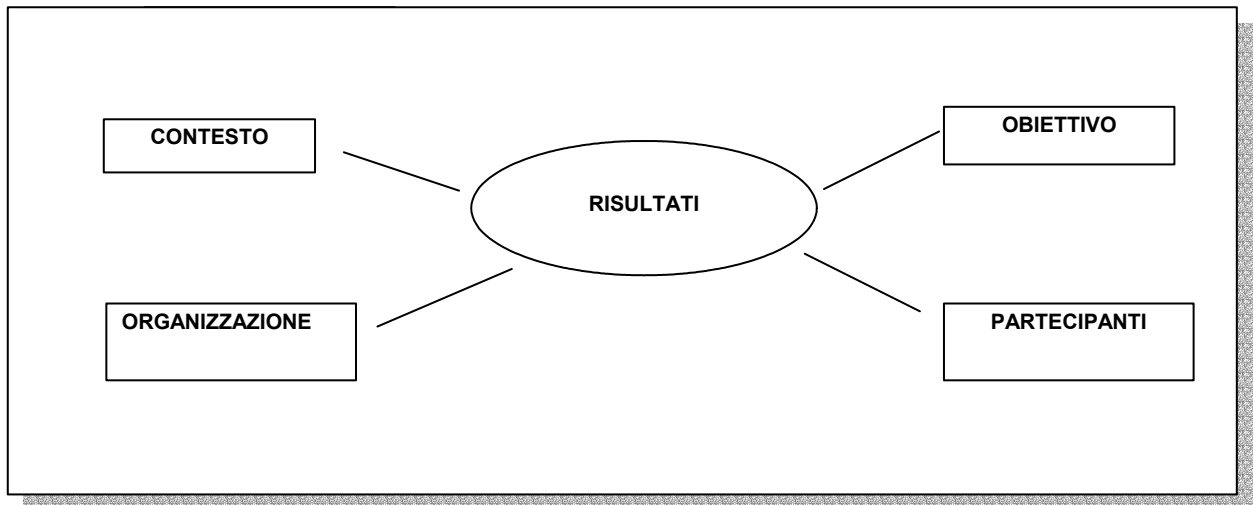 CONTESTO
OBIETTIVO
RISULTATI
ORGANIZZAZIONE
PARTECIPANTI